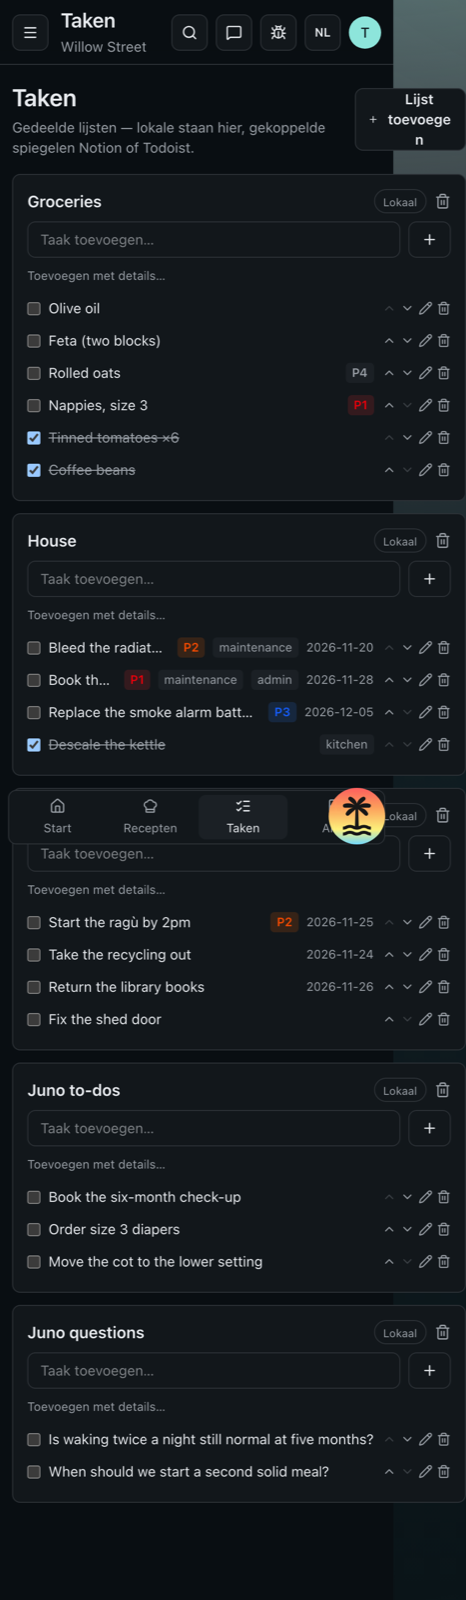 Taken
Willow Street
NL
T
Taken
Gedeelde lijsten — lokale staan hier, gekoppelde
spiegelen Notion of Todoist.
+ Lijst
toevoege
n
Groceries
Lokaal
Taak toevoegen...
+
Toevoegen met details...
Olive oil
Feta (two blocks)
Rolled oats P4
Nappies, size 3 P1
Tinned tomatoes ×6
Coffee beans
House
Lokaal
Taak toevoegen...
+
Toevoegen met details...
Bleed the radiat... P2 maintenance 2026-11-20
Book th... P1 maintenance admin 2026-11-28
Replace the smoke alarm batt... P3 2026-12-05
Descale the kettle kitchen
Lokaal
Start Recepten Taken
Taak toevoegen...
+
Toevoegen met details...
Start the ragù by 2pm P2 2026-11-25
Take the recycling out 2026-11-24
Return the library books 2026-11-26
Fix the shed door
Juno to-dos
Lokaal
Taak toevoegen...
+
Toevoegen met details...
Book the six-month check-up
Order size 3 diapers
Move the cot to the lower setting
Juno questions
Lokaal
Taak toevoegen...
+
Toevoegen met details...
Is waking twice a night still normal at five months?
When should we start a second solid meal?